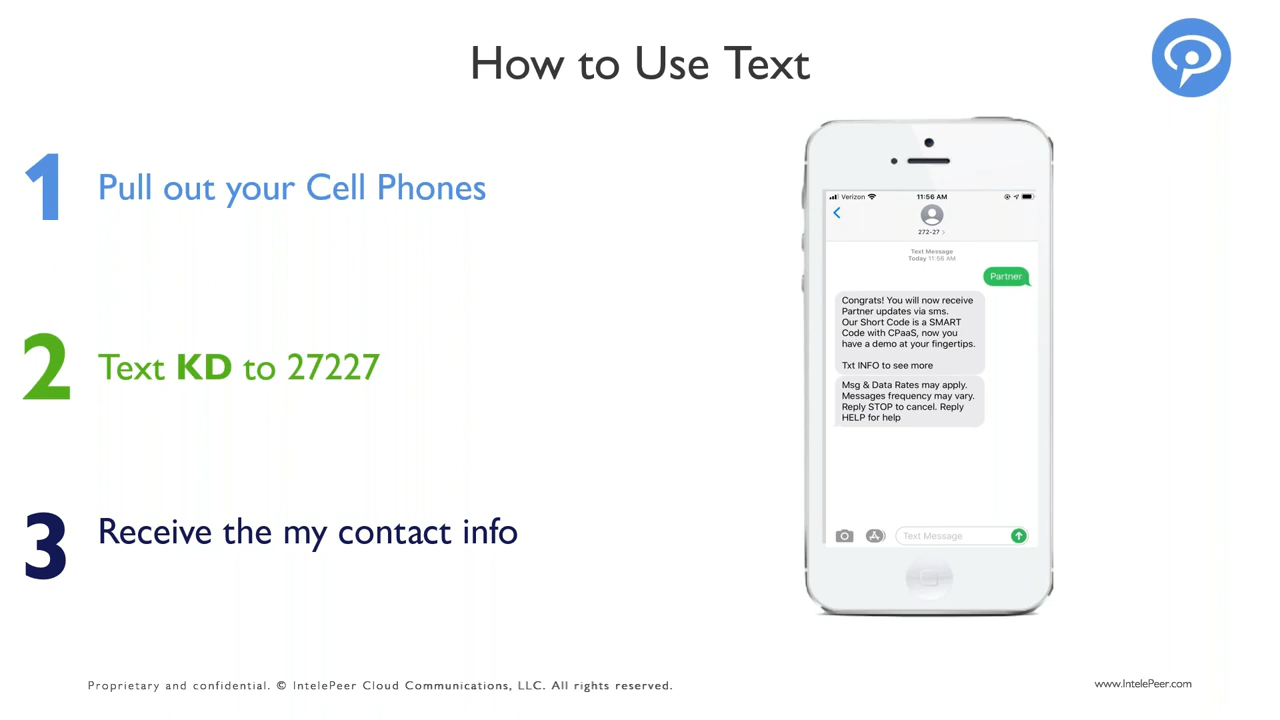 How to Use Text
1
Pull out your Cell Phones
2
Text KD to 27227
3
Receive the my contact info
Verizon
11:56 AM
272-27
Text Message
Today 11:56 AM
Partner
Congrats! You will now receive
Partner updates via sms.
Our Short Code is a SMART
Code with CPaaS, now you
have a demo at your fingertips.
Txt INFO to see more
Msg & Data Rates may apply.
Messages frequency may vary.
Reply STOP to cancel. Reply
HELP for help
Text Message
Proprietary and confidential. © IntelePeer Cloud Communications, LLC. All rights reserved.
www.IntelePeer.com